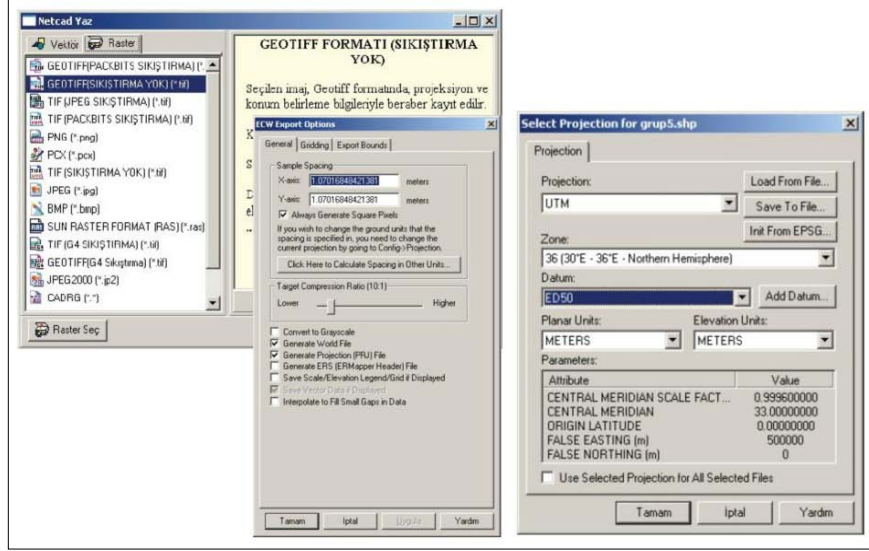 Netcad Yaz
Vektör Raster
GEOTIFF(PACKBITS SIKIŞTIRMA) (*.
GEOTIFF(SIKIŞTIRMA YOK) (*.tif)
TIF (JPEG SIKIŞTIRMA) (*.tif)
TIF (PACKBITS SIKIŞTIRMA) (*.tif)
PNG (*.png)
PCX (*.pcx)
TIF (SIKIŞTIRMA YOK) (*.tif)
JPEG (*.jpg)
BMP (*.bmp)
SUN RASTER FORMAT (RAS) (*.ras)
TIF (G4 SIKIŞTIRMA) (*.tif)
GEOTIFF(G4 Sıkıştırma) (*.tif)
JPEG2000 (*.jp2)
CADRG (*.*)
Raster Seç
GEOTIFF FORMATI (SIKIŞTIRMA
YOK)
Seçilen imaj, Geotiff formatında, projeksiyon ve
konum belirleme bilgileriyle beraber kayıt edilir.
K
S
D
el
...
ECW Export Options
General Gridding Export Bounds
Sample Spacing
X-axis: 1.07016848421381 meters
Y-axis: 1.07016848421381 meters
Always Generate Square Pixels
If you wish to change the ground units that the
spacing is specified in, you need to change the
current projection by going to Config->Projection.
Click Here to Calculate Spacing in Other Units...
Target Compression Ratio (10:1)
Lower Higher
Convert to Grayscale
Generate World File
Generate Projection (PRJ) File
Generate ERS (ERMapper Header) File
Save Scale/Elevation Legend/Grid if Displayed
Save Vector Data if Displayed
Interpolate to Fill Small Gaps in Data
Tamam İptal Uygula Yardım
Select Projection for grup5.shp
Projection
Projection: Load From File...
UTM Save To File...
Init From EPSG...
Zone:
36 (30°E - 36°E - Northern Hemisphere)
Datum:
ED50 Add Datum...
Planar Units: Elevation Units:
METERS METERS
Parameters:
Attribute Value
CENTRAL MERIDIAN SCALE FACT... 0.999600000
CENTRAL MERIDIAN 33.00000000
ORIGIN LATITUDE 0.00000000
FALSE EASTING (m) 500000
FALSE NORTHING (m) 0
Use Selected Projection for All Selected Files
Tamam İptal Yardım